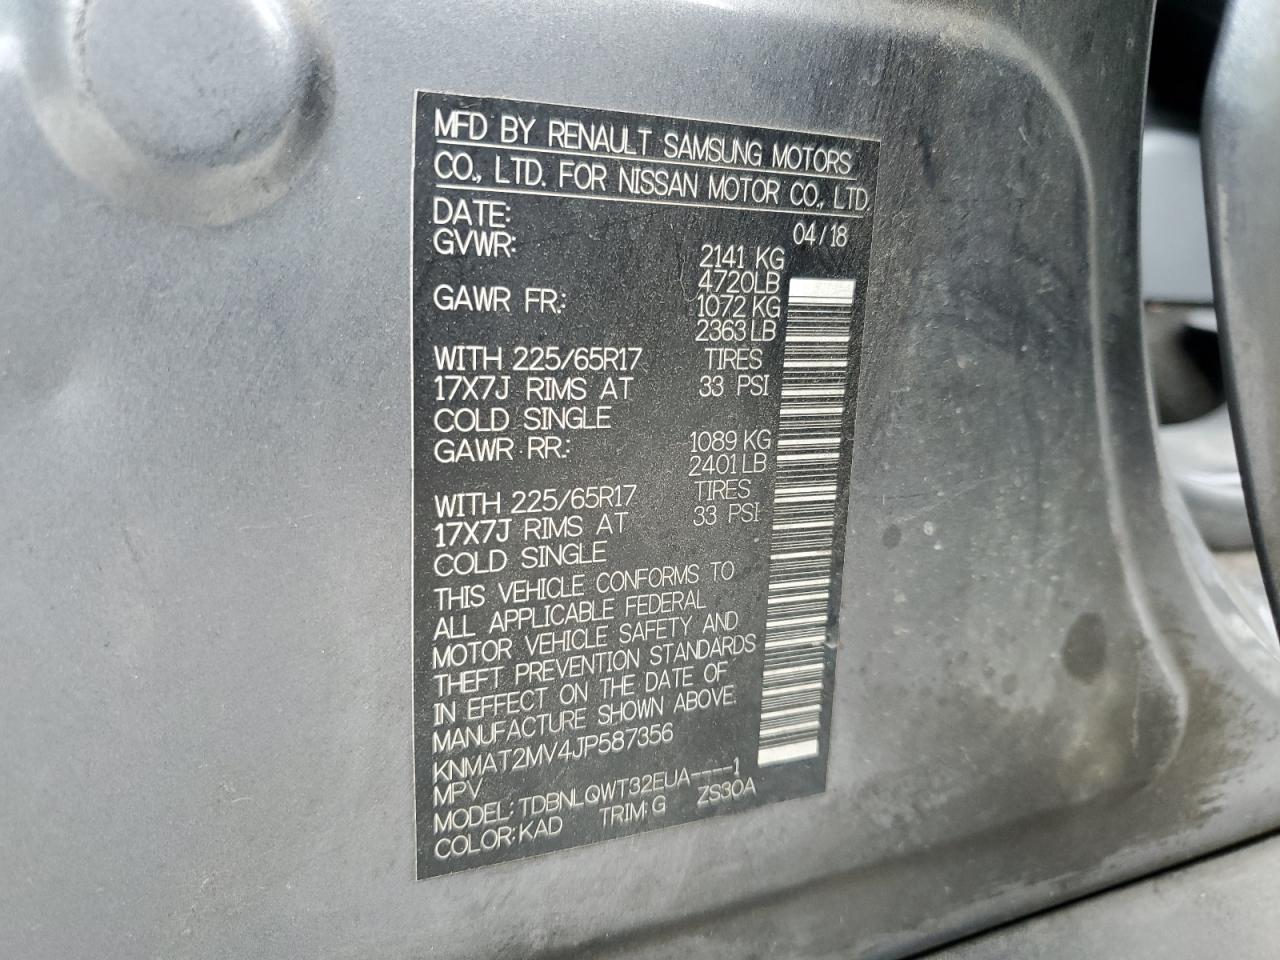 MFD BY RENAULT SAMSUNG MOTORS
CO., LTD. FOR NISSAN MOTOR CO., LTD
DATE: 04/18
GVWR: 2141 KG
4720LB
GAWR FR.: 1072 KG
2363 LB
WITH 225/65R17 TIRES
17X7J RIMS AT 33 PSI
COLD SINGLE
GAWR RR.: 1089 KG
2401 LB
WITH 225/65R17 TIRES
17X7J RIMS AT 33 PSI
COLD SINGLE
THIS VEHICLE CONFORMS TO
ALL APPLICABLE FEDERAL
MOTOR VEHICLE SAFETY AND
THEFT PREVENTION STANDARDS
IN EFFECT ON THE DATE OF
MANUFACTURE SHOWN ABOVE.
KNMAT2MV4JP587356
MPV
MODEL: TDBNLQWT32EUA----1
COLOR: KAD TRIM: G ZS30A